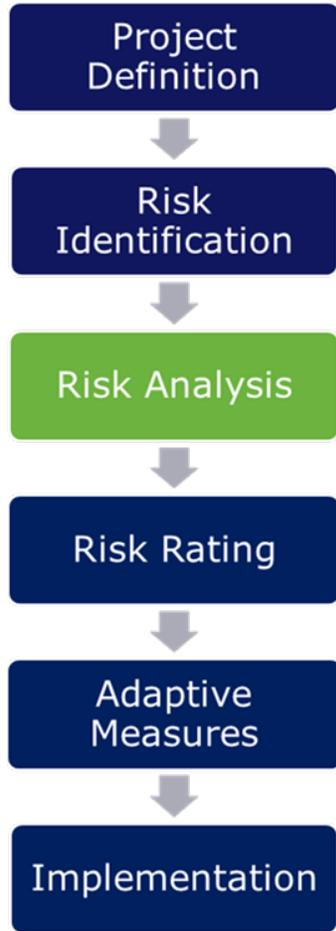 Project
Definition
Risk
Identification
Risk Analysis
Risk Rating
Adaptive
Measures
Implementation